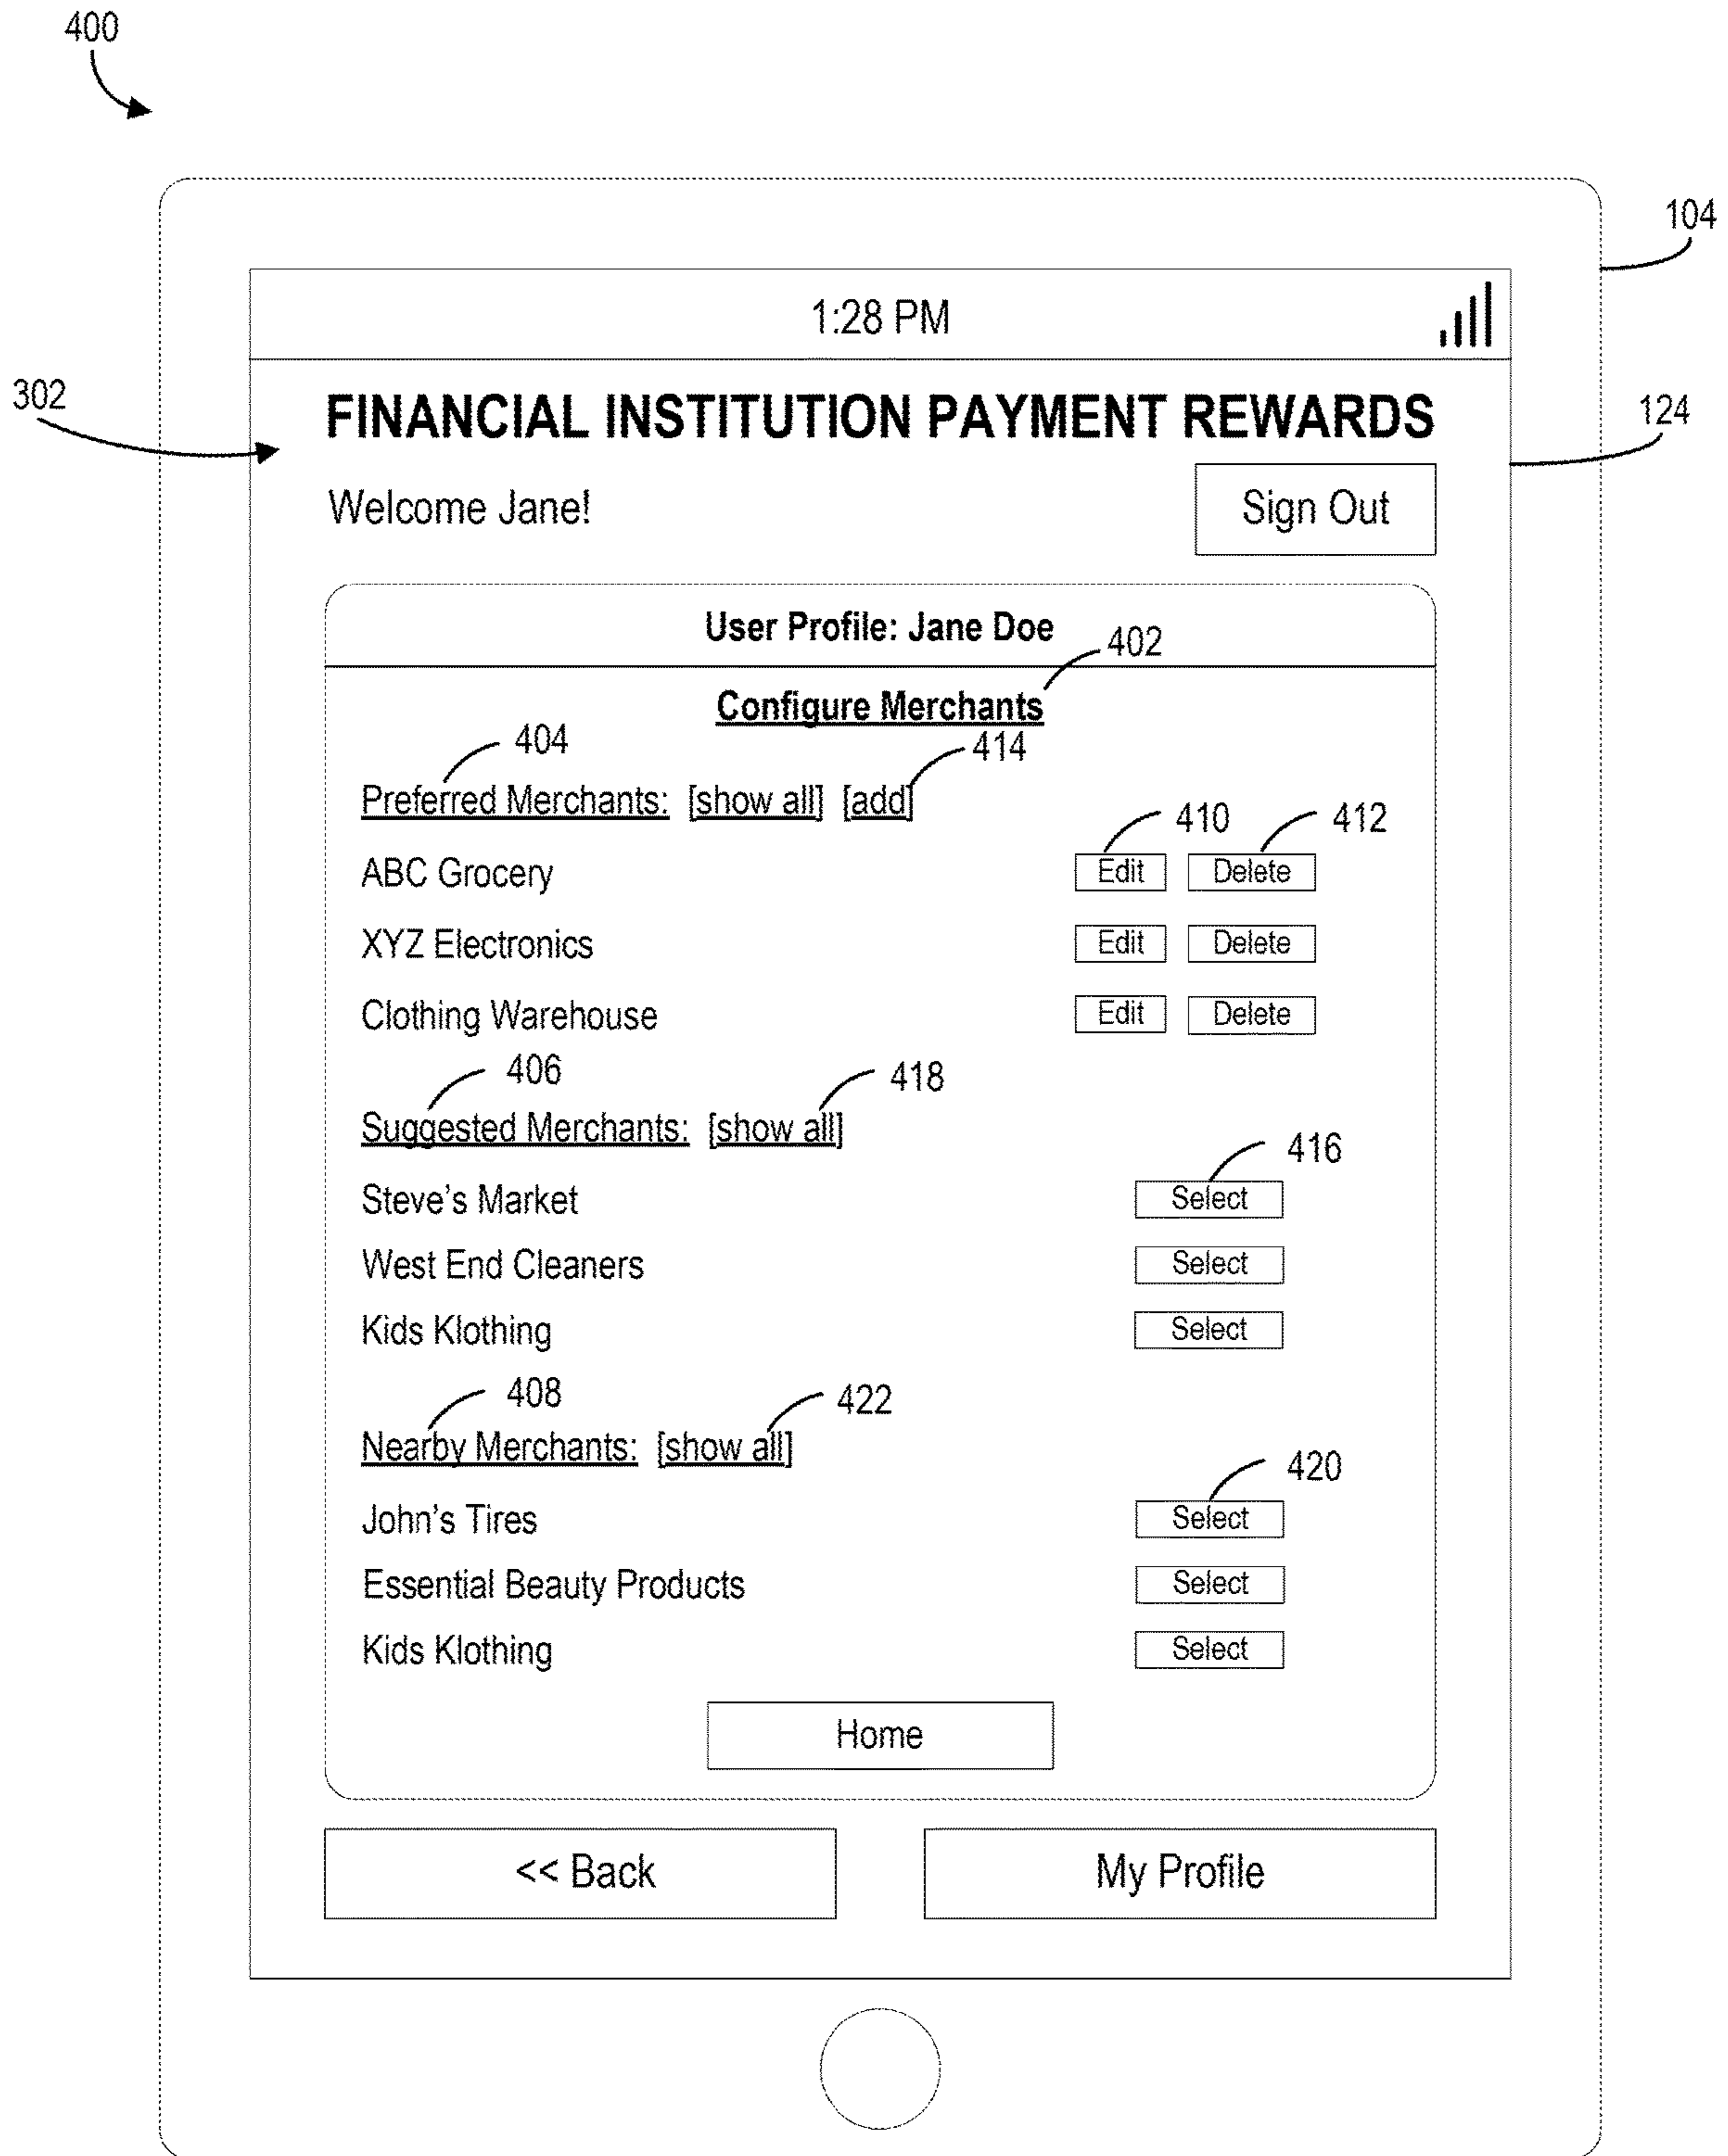 400
104
1:28 PM
302
FINANCIAL INSTITUTION PAYMENT REWARDS
124
Welcome Jane!
Sign Out
User Profile: Jane Doe
402
Configure Merchants
404
414
Preferred Merchants: [show all] [add]
410
412
ABC Grocery Edit Delete
XYZ Electronics Edit Delete
Clothing Warehouse Edit Delete
406
418
Suggested Merchants: [show all]
416
Steve's Market Select
West End Cleaners Select
Kids Klothing Select
408
422
Nearby Merchants: [show all]
420
John's Tires Select
Essential Beauty Products Select
Kids Klothing Select
Home
<< Back
My Profile